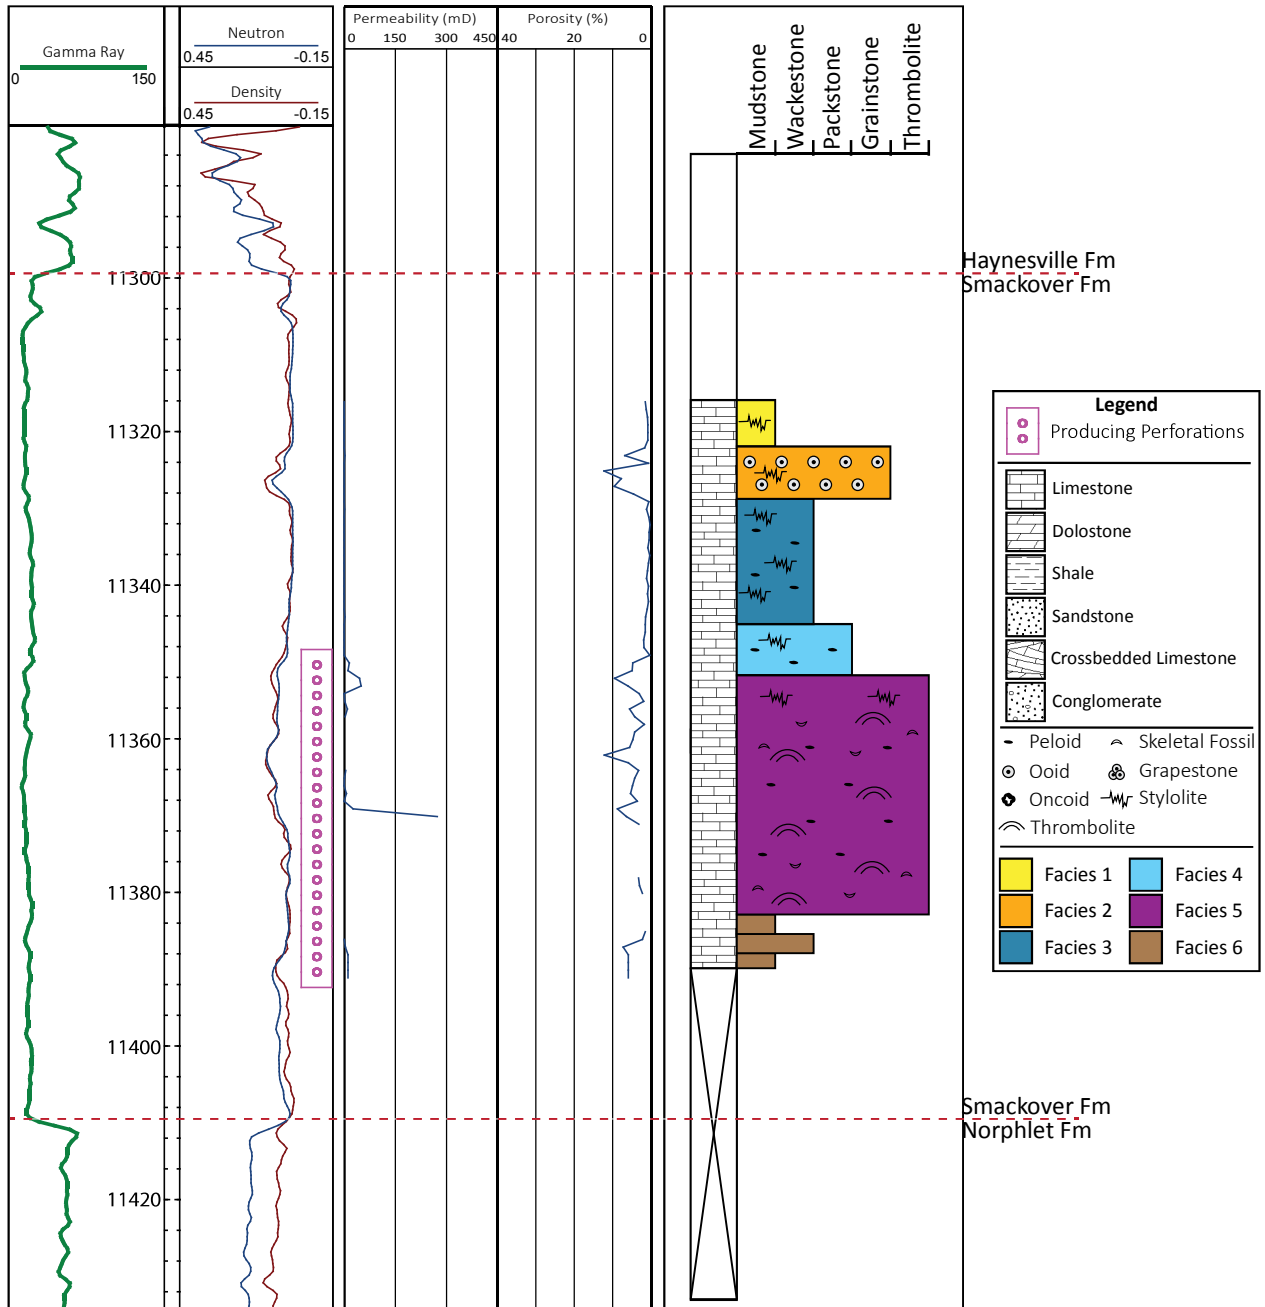 Gamma Ray
0 150
Neutron
0.45 -0.15
Density
0.45 -0.15
Permeability (mD)
0 150 300 450
Porosity (%)
40 20 0
Mudstone
Wackestone
Packstone
Grainstone
Thrombolite
Haynesville Fm
Smackover Fm
11300
11320
11340
11360
11380
11400
11420
Smackover Fm
Norphlet Fm
Legend
Producing Perforations
Limestone
Dolostone
Shale
Sandstone
Crossbedded Limestone
Conglomerate
Peloid Skeletal Fossil
Ooid Grapestone
Oncoid Stylolite
Thrombolite
Facies 1 Facies 4
Facies 2 Facies 5
Facies 3 Facies 6